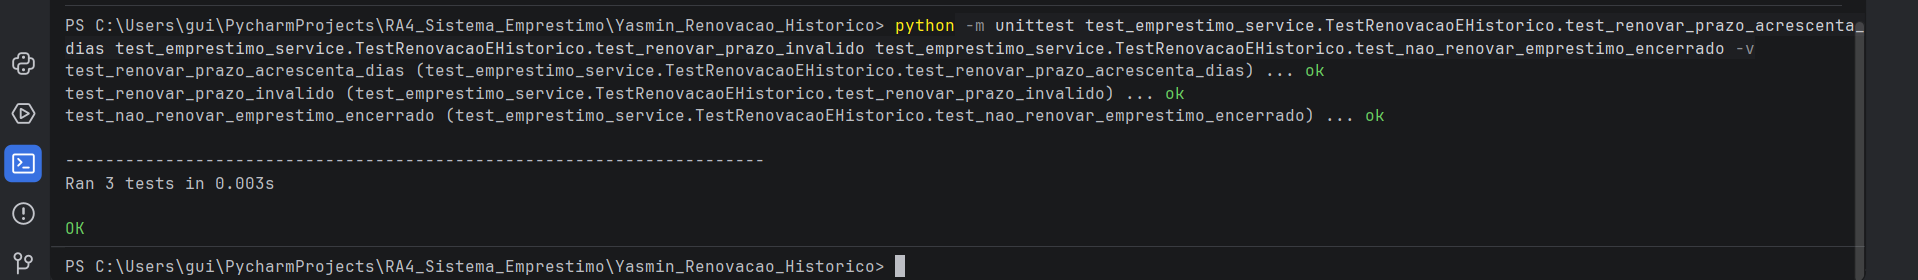 PS C:\Users\gui\PycharmProjects\RA4_Sistema_Emprestimo\Yasmin_Renovacao_Historico> python -m unittest test_emprestimo_service.TestRenovacaoEHistorico.test_renovar_prazo_acrescenta_
dias test_emprestimo_service.TestRenovacaoEHistorico.test_renovar_prazo_invalido test_emprestimo_service.TestRenovacaoEHistorico.test_nao_renovar_emprestimo_encerrado -v
test_renovar_prazo_acrescenta_dias (test_emprestimo_service.TestRenovacaoEHistorico.test_renovar_prazo_acrescenta_dias) ... ok
test_renovar_prazo_invalido (test_emprestimo_service.TestRenovacaoEHistorico.test_renovar_prazo_invalido) ... ok
test_nao_renovar_emprestimo_encerrado (test_emprestimo_service.TestRenovacaoEHistorico.test_nao_renovar_emprestimo_encerrado) ... ok
----------------------------------------------------------------------
Ran 3 tests in 0.003s
OK
PS C:\Users\gui\PycharmProjects\RA4_Sistema_Emprestimo\Yasmin_Renovacao_Historico>